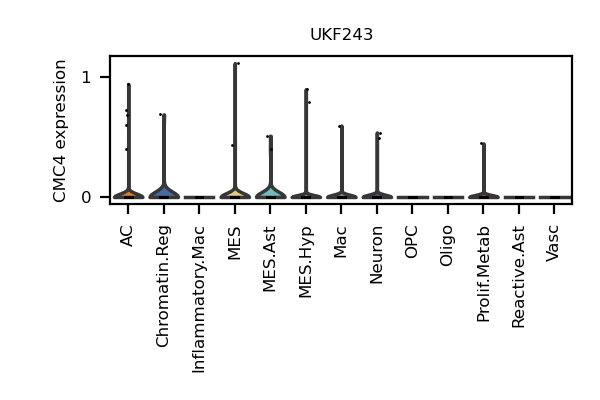 UKF243
CMC4 expression
1
0
AC
Chromatin.Reg
Inflammatory.Mac
MES
MES.Ast
MES.Hyp
Mac
Neuron
OPC
Oligo
Prolif.Metab
Reactive.Ast
Vasc